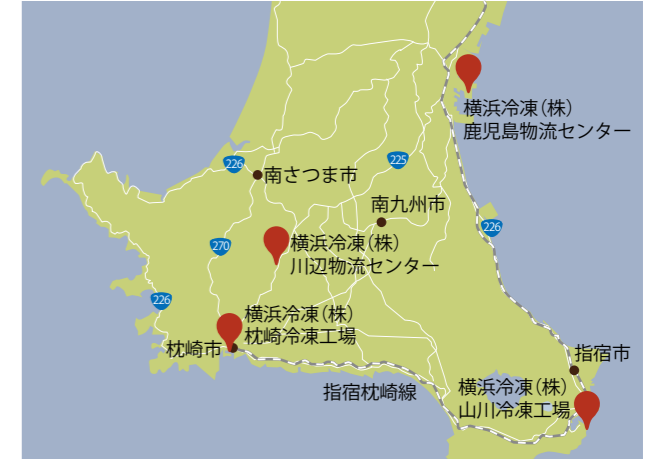 横浜冷凍（株）
鹿児島物流センター
226
225
南さつま市
南九州市
226
270
横浜冷凍（株）
川辺物流センター
226
横浜冷凍（株）
枕崎冷凍工場
枕崎市
指宿市
指宿枕崎線
横浜冷凍（株）
山川冷凍工場